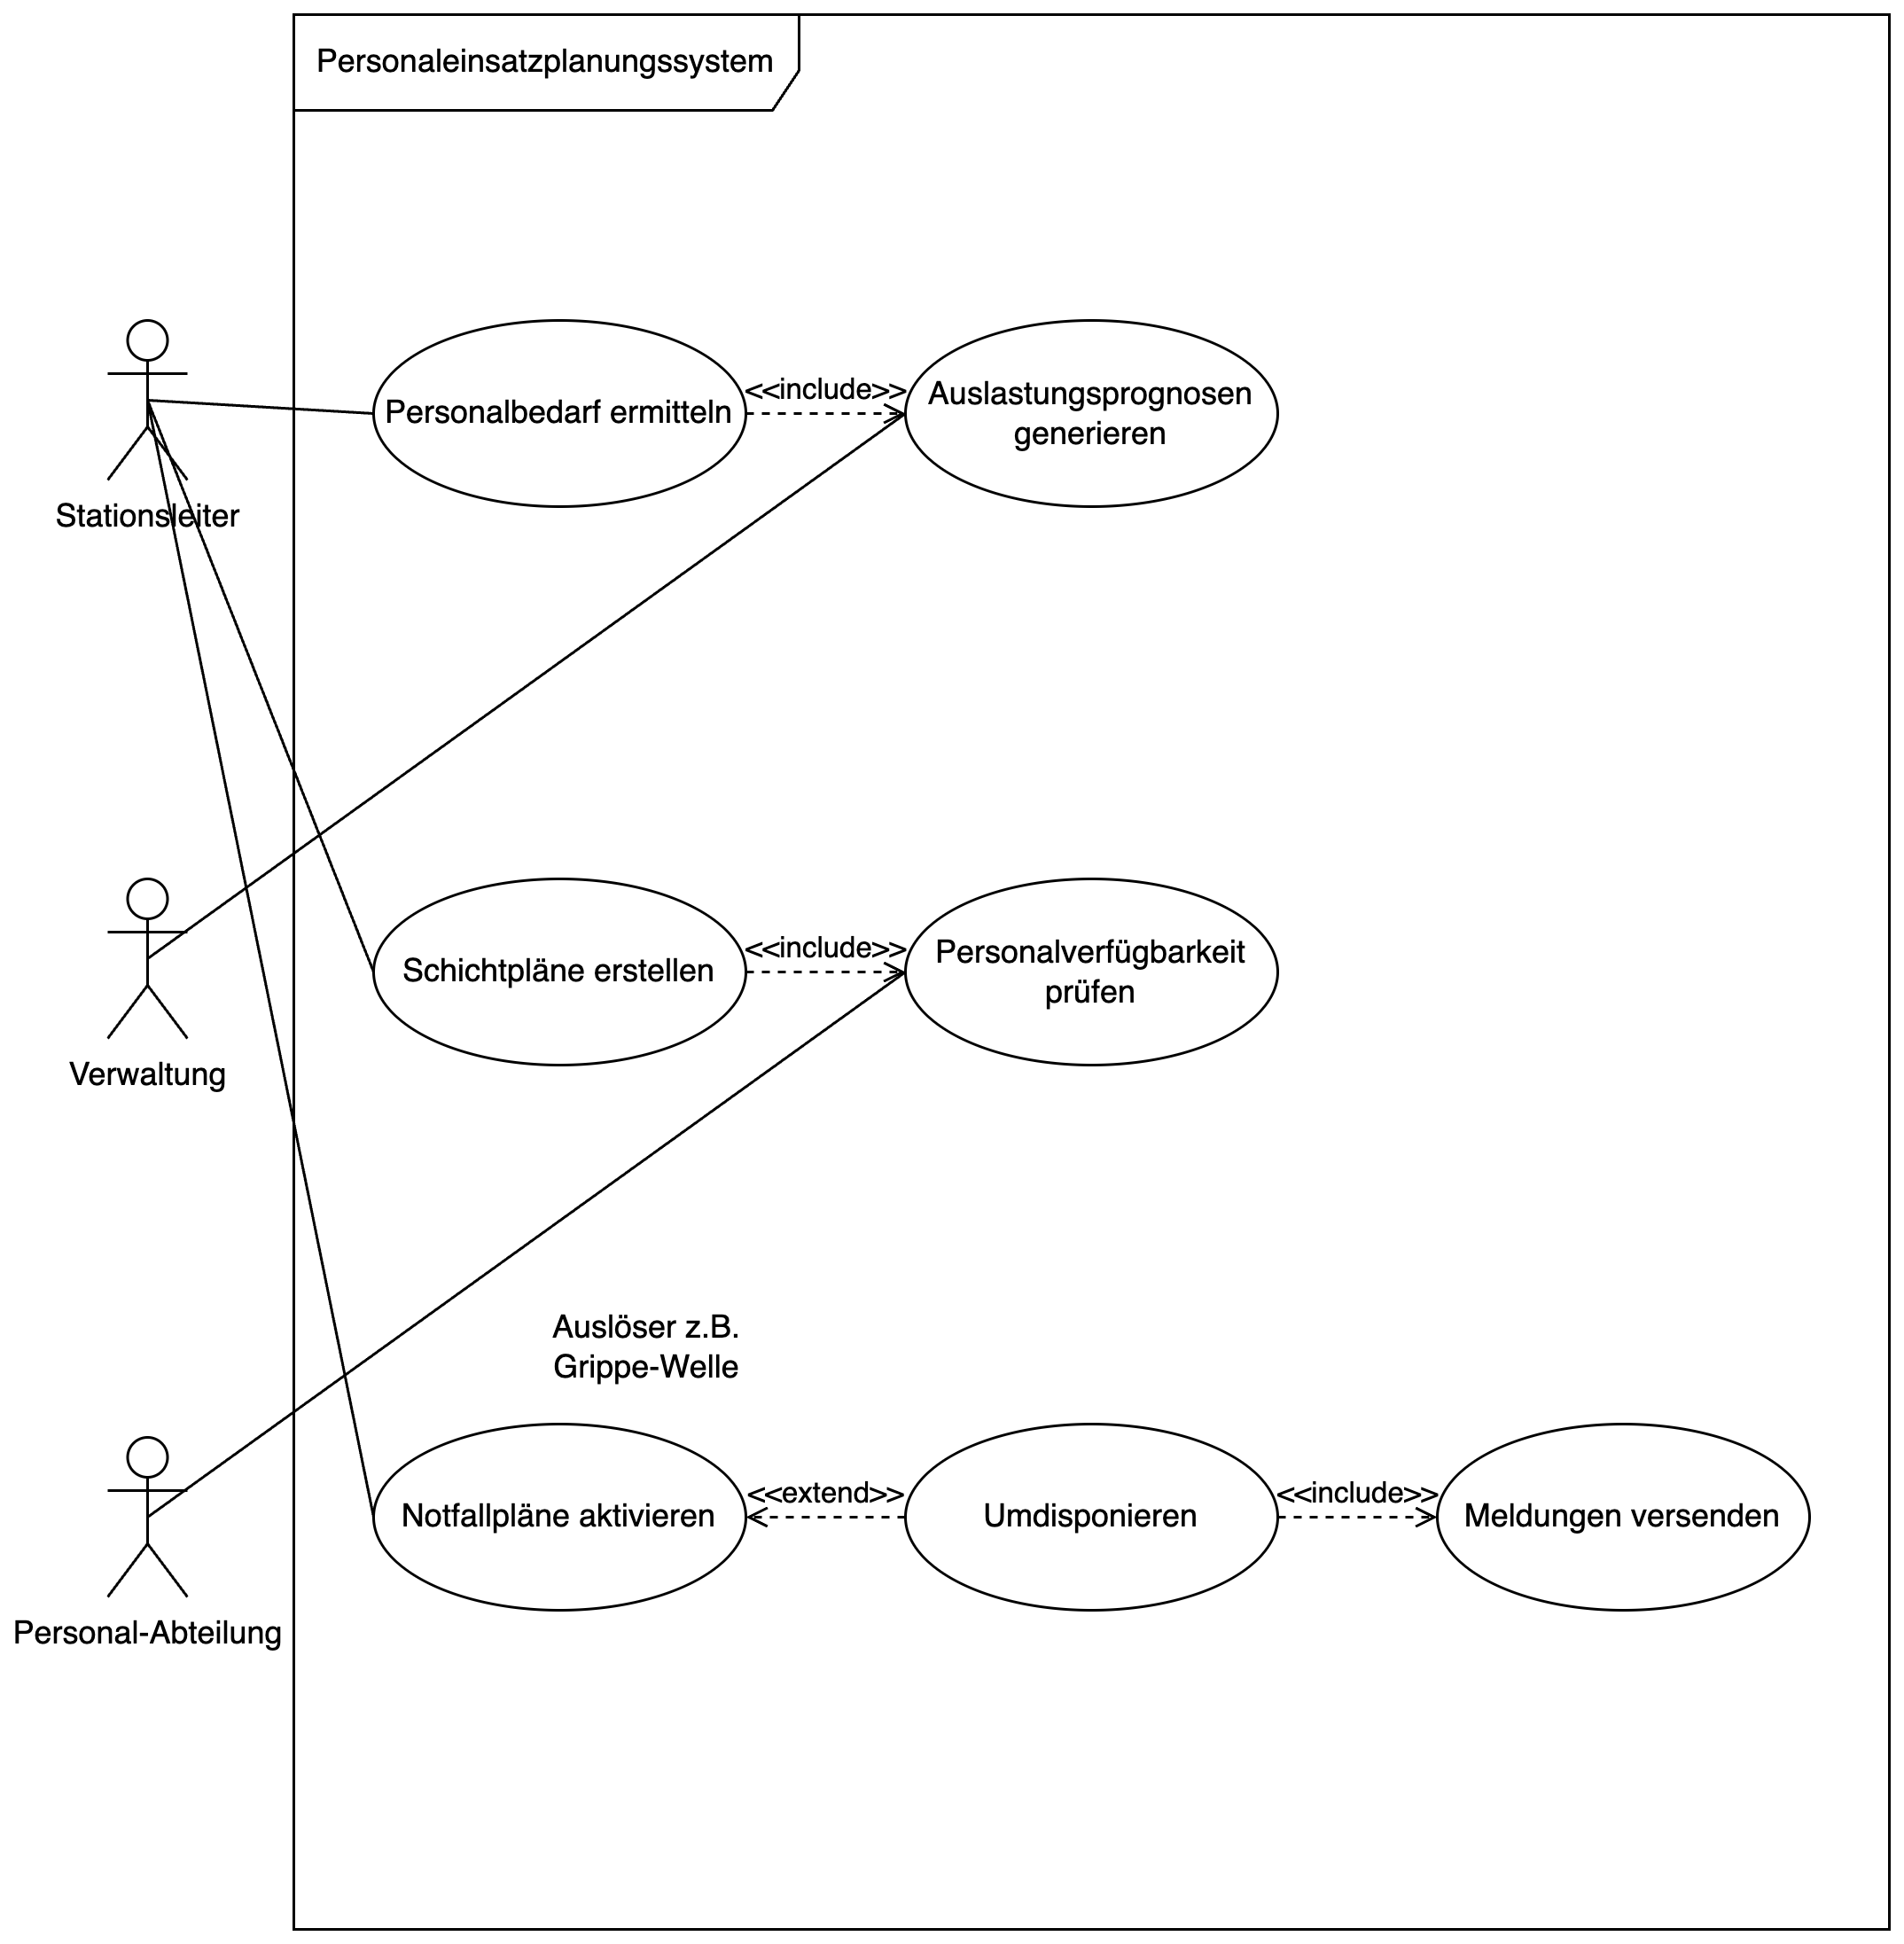 Personaleinsatzplanungssystem
Stationsleiter
Personalbedarf ermitteln
<<include>>
Auslastungsprognosen
generieren
Verwaltung
Schichtpläne erstellen
<<include>>
Personalverfügbarkeit
prüfen
Auslöser z.B.
Grippe-Welle
Personal-Abteilung
Notfallpläne aktivieren
<<extend>>
Umdisponieren
<<include>>
Meldungen versenden